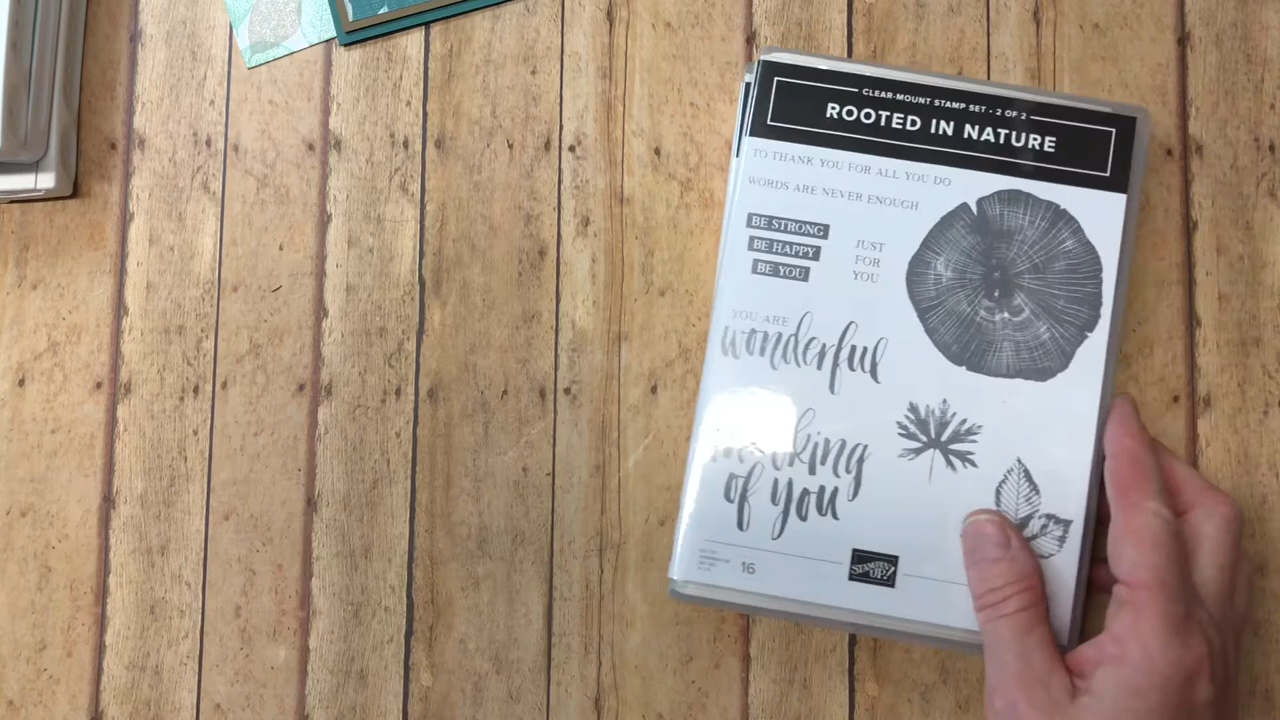 CLEAR-MOUNT STAMP SET • 2 OF 2
ROOTED IN NATURE
TO THANK YOU FOR ALL YOU DO
WORDS ARE NEVER ENOUGH.
BE STRONG
BE HAPPY
BE YOU
JUST
FOR
YOU
YOU ARE
wonderful
of you
16
STAMPIN' UP!